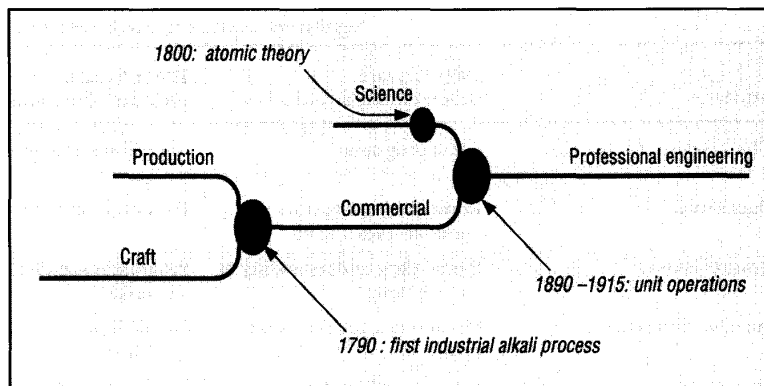 1800: atomic theory
Science
Production
Professional engineering
Commercial
Craft
1890 –1915: unit operations
1790 : first industrial alkali process